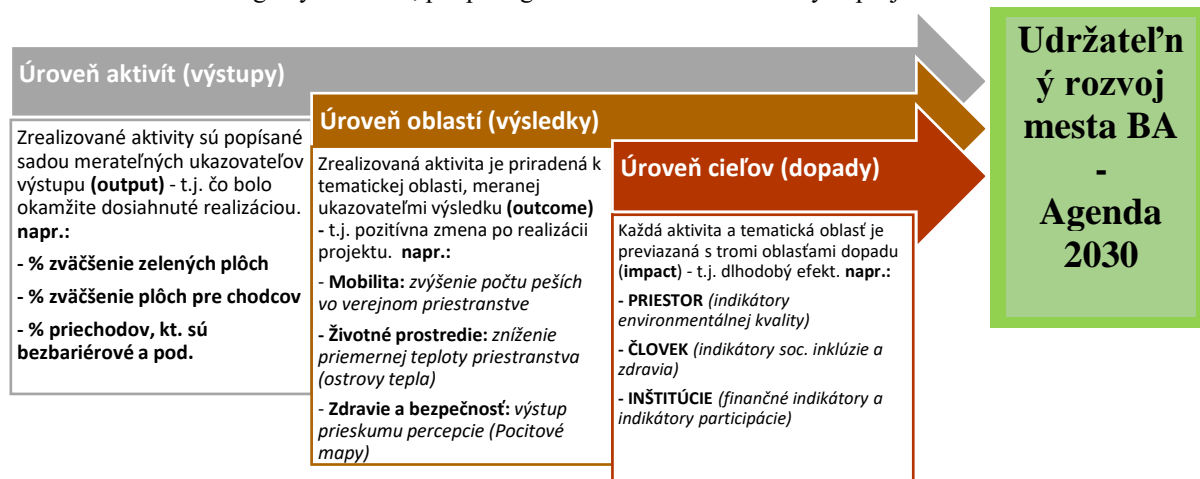 Úroveň aktivít (výstupy)
Zrealizované aktivity sú popísané
sadou merateľných ukazovateľov
výstupu (output) - t.j. čo bolo
okamžite dosiahnuté realizáciou.
napr.:
- % zväčšenie zelených plôch
- % zväčšenie plôch pre chodcov
- % priechodov, kt. sú
bezbariérové a pod.
Úroveň oblastí (výsledky)
Zrealizovaná aktivita je priradená k
tematickej oblasti, meranej
ukazovateľmi výsledku (outcome)
- t.j. pozitívna zmena po realizácii
projektu. napr.:
- Mobilita: zvýšenie počtu peších
vo verejnom priestranstve
- Životné prostredie: zníženie
priemernej teploty priestranstva
(ostrovy tepla)
- Zdravie a bezpečnosť: výstup
prieskumu percepcie (Pocitové
mapy)
Úroveň cieľov (dopady)
Každá aktivita a tematická oblasť je
previazaná s tromi oblasťami dopadu
(impact) - t.j. dlhodobý efekt. napr.:
- PRIESTOR (indikátory
environmentálnej kvality)
- ČLOVEK (indikátory soc. inklúzie a
zdravia)
- INŠTITÚCIE (finančné indikátory a
indikátory participácie)
Udržateľn
ý rozvoj
mesta BA
-
Agenda
2030